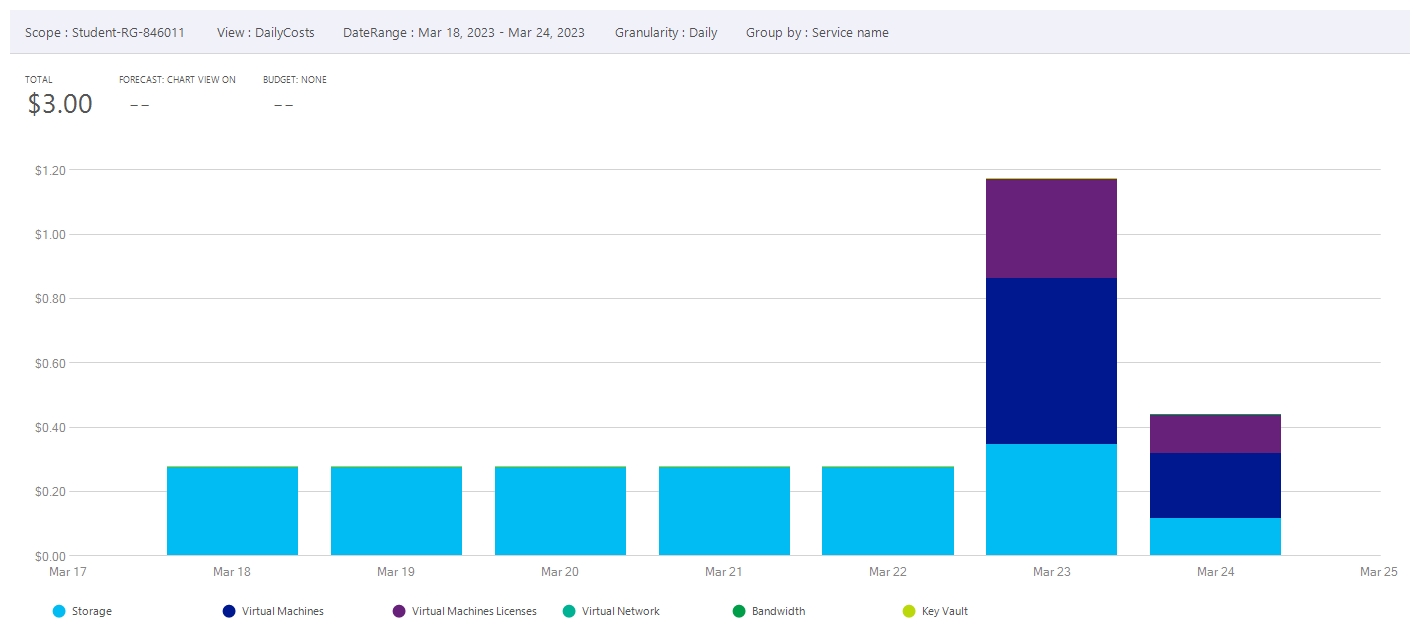 Scope : Student-RG-846011 View : DailyCosts DateRange : Mar 18, 2023 - Mar 24, 2023 Granularity : Daily Group by : Service name
TOTAL FORECAST: CHART VIEW ON BUDGET: NONE
$3.00 -- --
$1.20
$1.00
$0.80
$0.60
$0.40
$0.20
$0.00
Mar 17 Mar 18 Mar 19 Mar 20 Mar 21 Mar 22 Mar 23 Mar 24 Mar 25
Storage Virtual Machines Virtual Machines Licenses Virtual Network Bandwidth Key Vault